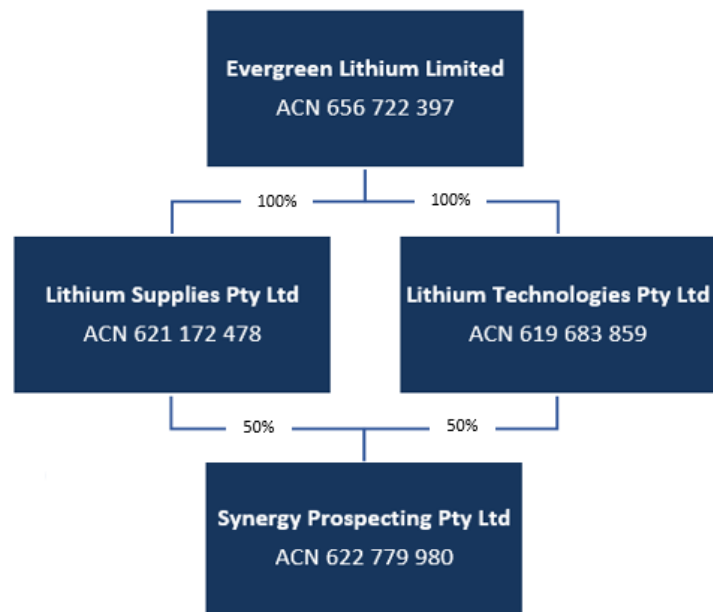 Evergreen Lithium Limited
ACN 656 722 397
100% 100%
Lithium Supplies Pty Ltd
ACN 621 172 478
Lithium Technologies Pty Ltd
ACN 619 683 859
50% 50%
Synergy Prospecting Pty Ltd
ACN 622 779 980